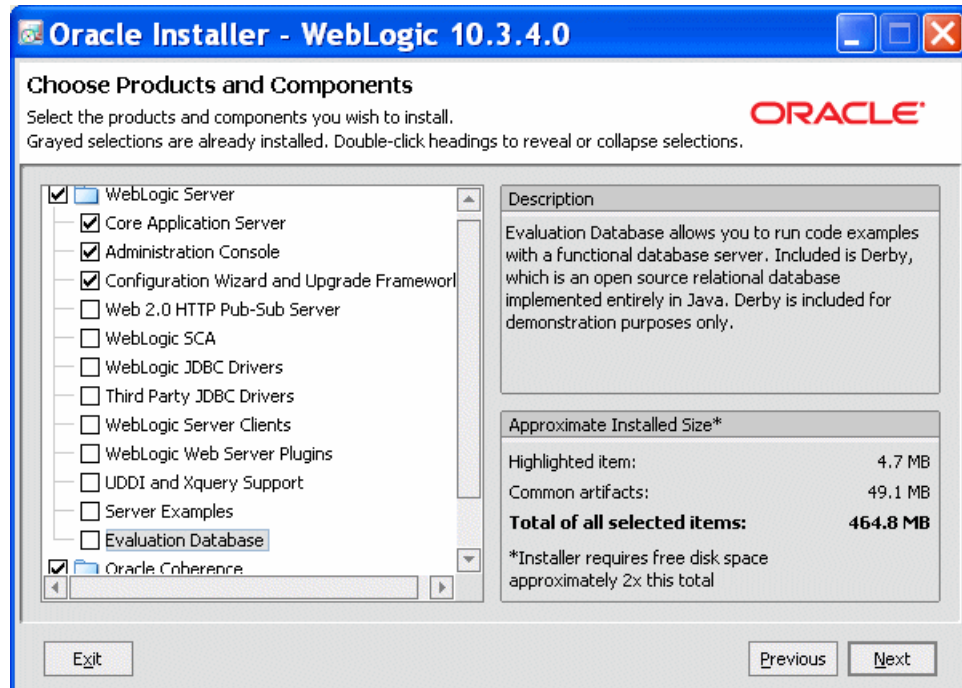 Oracle Installer - WebLogic 10.3.4.0
Choose Products and Components
Select the products and components you wish to install.
Grayed selections are already installed. Double-click headings to reveal or collapse selections.
ORACLE
WebLogic Server
Core Application Server
Administration Console
Configuration Wizard and Upgrade Framework
Web 2.0 HTTP Pub-Sub Server
WebLogic SCA
WebLogic JDBC Drivers
Third Party JDBC Drivers
WebLogic Server Clients
WebLogic Web Server Plugins
UDDI and Xquery Support
Server Examples
Evaluation Database
Oracle Coherence
Description
Evaluation Database allows you to run code examples
with a functional database server. Included is Derby,
which is an open source relational database
implemented entirely in Java. Derby is included for
demonstration purposes only.
Approximate Installed Size*
Highlighted item: 4.7 MB
Common artifacts: 49.1 MB
Total of all selected items: 464.8 MB
*Installer requires free disk space
approximately 2x this total
Exit
Previous
Next